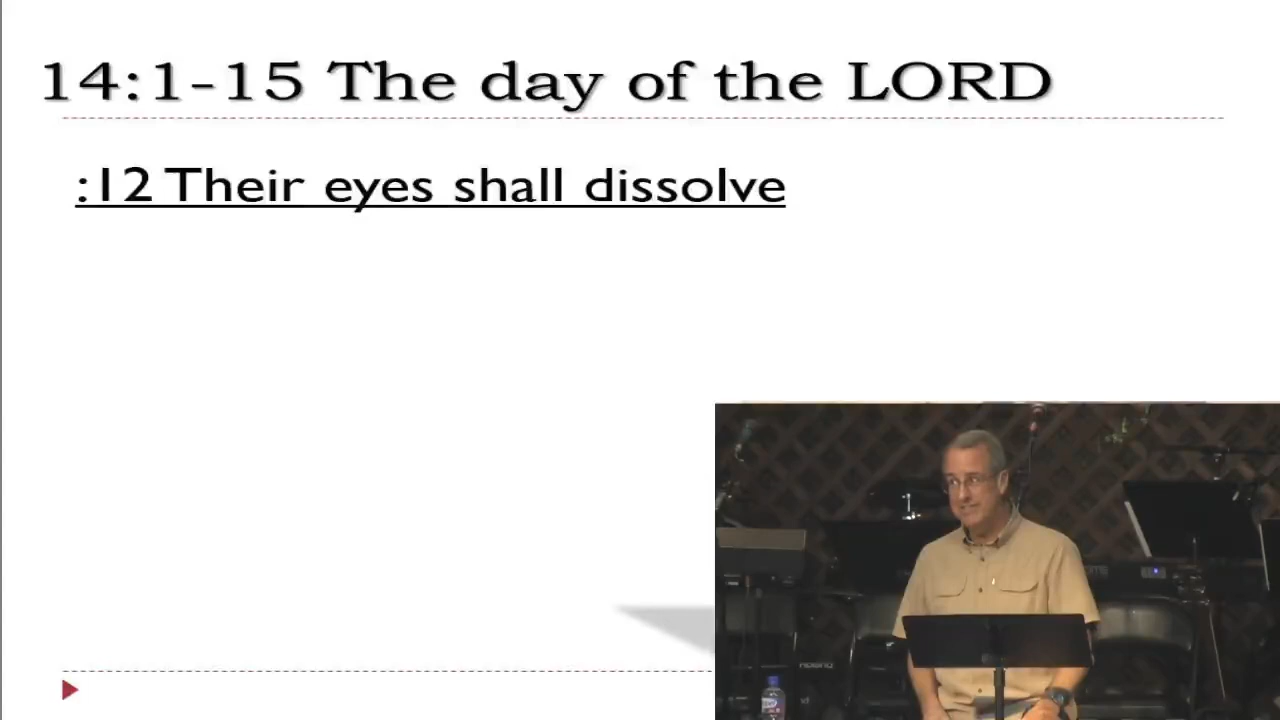 14:1-15 The day of the LORD
:12 Their eyes shall dissolve